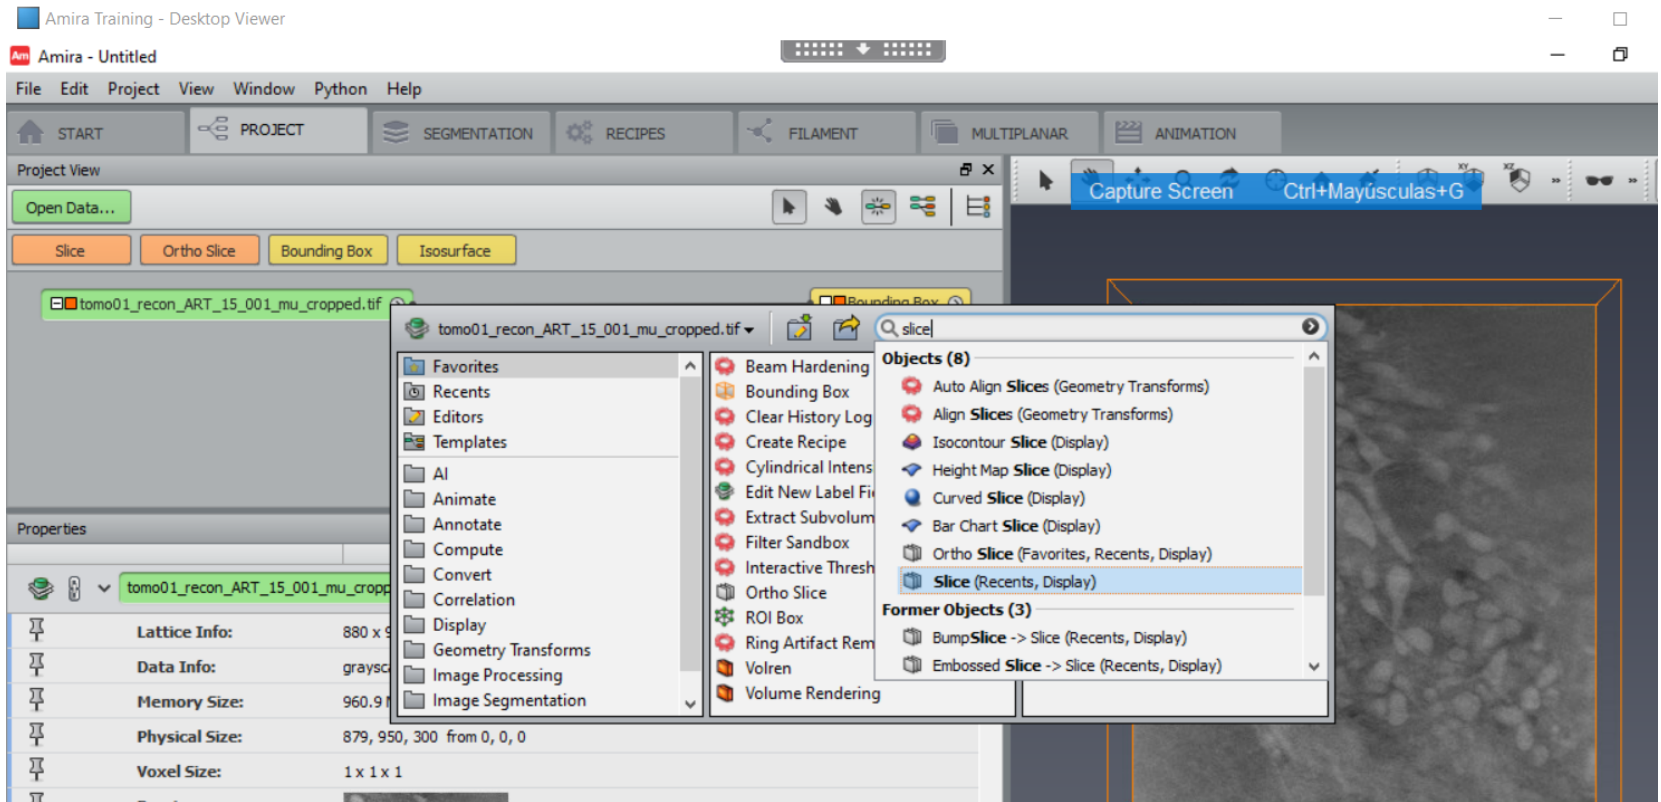 Amira Training - Desktop Viewer
Am Amira - Untitled
File Edit Project View Window Python Help
START PROJECT SEGMENTATION RECIPES FILAMENT MULTIPLANAR ANIMATION
Project View
XY XZ
Capture Screen Ctrl+Mayúsculas+G
Open Data...
Slice Ortho Slice Bounding Box Isosurface
tomo01_recon_ART_15_001_mu_cropped.tif
Bounding Box
tomo01_recon_ART_15_001_mu_cropped.tif
slice
Favorites
Recents
Editors
Templates
AI
Animate
Annotate
Compute
Convert
Correlation
Display
Geometry Transforms
Image Processing
Image Segmentation
Beam Hardening
Bounding Box
Clear History Log
Create Recipe
Cylindrical Intens
Edit New Label Fi
Extract Subvolum
Filter Sandbox
Interactive Thresh
Ortho Slice
ROI Box
Ring Artifact Rem
Volren
Volume Rendering
Objects (8)
Auto Align Slices (Geometry Transforms)
Align Slices (Geometry Transforms)
Isocontour Slice (Display)
Height Map Slice (Display)
Curved Slice (Display)
Bar Chart Slice (Display)
Ortho Slice (Favorites, Recents, Display)
Slice (Recents, Display)
Former Objects (3)
BumpSlice -> Slice (Recents, Display)
Embossed Slice -> Slice (Recents, Display)
Properties
tomo01_recon_ART_15_001_mu_cropp
Lattice Info: 880 x 9
Data Info: graysca
Memory Size: 960.9
Physical Size: 879, 950, 300 from 0, 0, 0
Voxel Size: 1 x 1 x 1